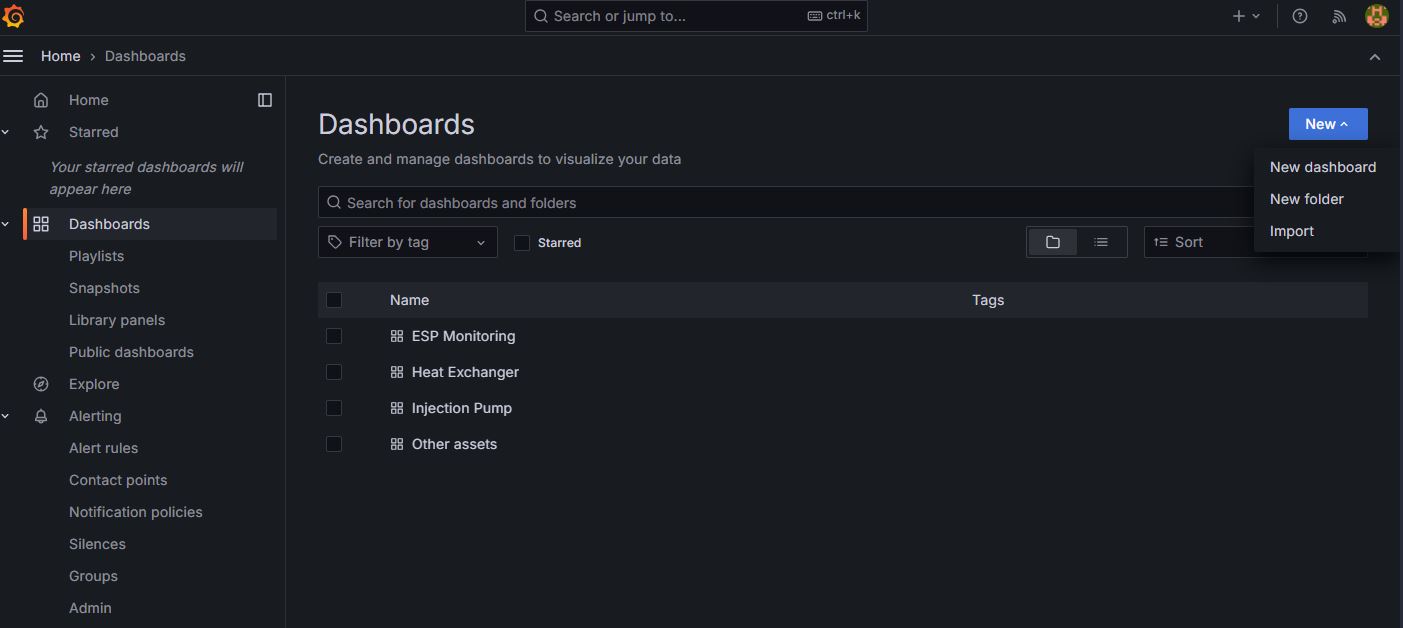 Search or jump to... ctrl+k
Home › Dashboards
Home
Starred
Your starred dashboards will
appear here
Dashboards
Playlists
Snapshots
Library panels
Public dashboards
Explore
Alerting
Alert rules
Contact points
Notification policies
Silences
Groups
Admin
Dashboards
Create and manage dashboards to visualize your data
New
New dashboard
New folder
Import
Search for dashboards and folders
Filter by tag
Starred
Sort
Name Tags
ESP Monitoring
Heat Exchanger
Injection Pump
Other assets